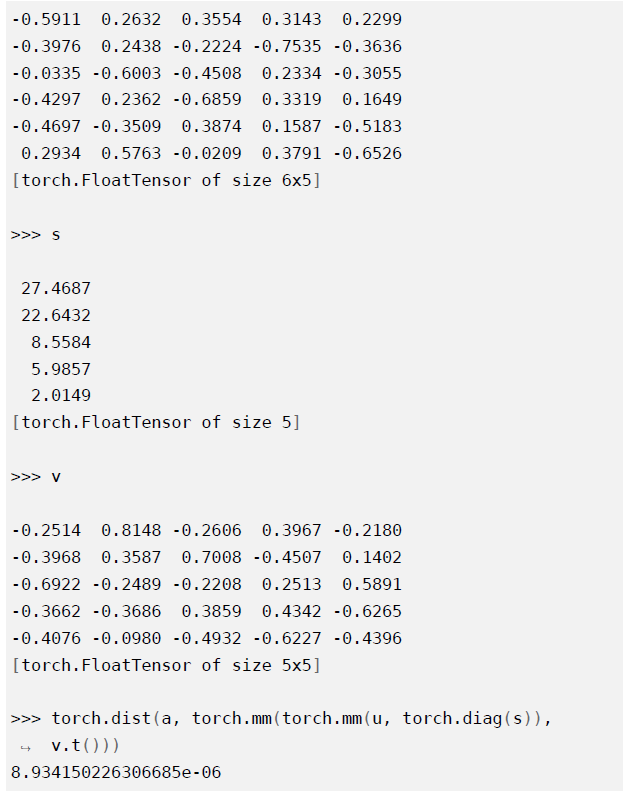 -0.5911  0.2632  0.3554  0.3143  0.2299
-0.3976  0.2438 -0.2224 -0.7535 -0.3636
-0.0335 -0.6003 -0.4508  0.2334 -0.3055
-0.4297  0.2362 -0.6859  0.3319  0.1649
-0.4697 -0.3509  0.3874  0.1587 -0.5183
 0.2934  0.5763 -0.0209  0.3791 -0.6526
[torch.FloatTensor of size 6x5]
>>> s
 27.4687
 22.6432
  8.5584
  5.9857
  2.0149
[torch.FloatTensor of size 5]
>>> v
-0.2514  0.8148 -0.2606  0.3967 -0.2180
-0.3968  0.3587  0.7008 -0.4507  0.1402
-0.6922 -0.2489 -0.2208  0.2513  0.5891
-0.3662 -0.3686  0.3859  0.4342 -0.6265
-0.4076 -0.0980 -0.4932 -0.6227 -0.4396
[torch.FloatTensor of size 5x5]
>>> torch.dist(a, torch.mm(torch.mm(u, torch.diag(s)),
↪  v.t()))
8.934150226306685e-06